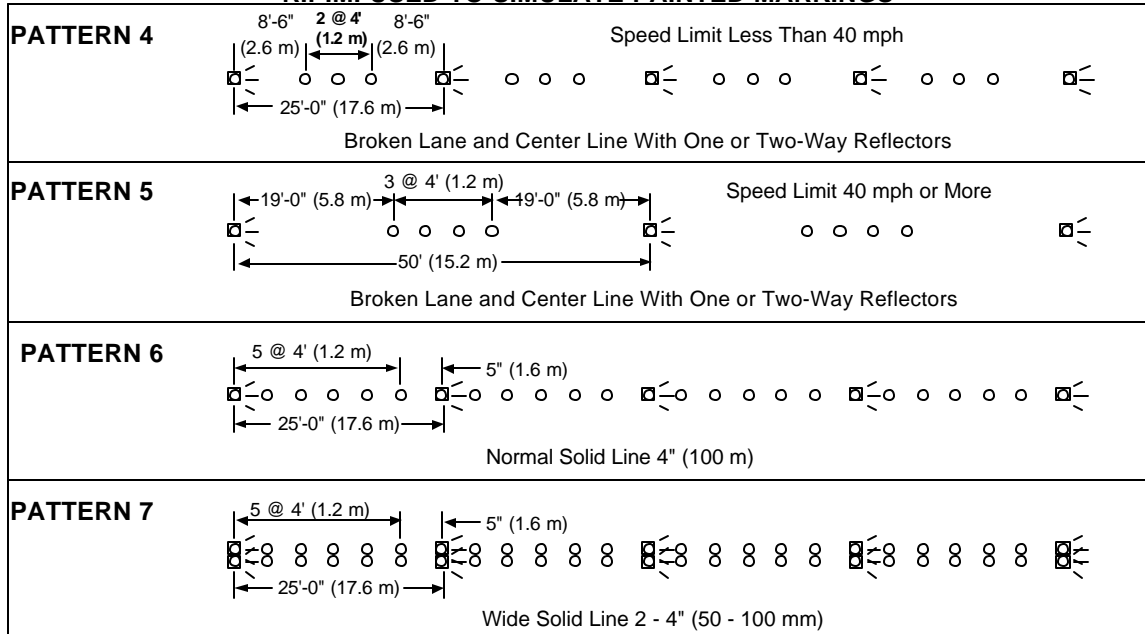 PATTERN 4
8'-6" 2 @ 4' 8'-6"
(2.6 m) (1.2 m) (2.6 m)
Speed Limit Less Than 40 mph
25'-0" (17.6 m)
Broken Lane and Center Line With One or Two-Way Reflectors
PATTERN 5
3 @ 4' (1.2 m)
19'-0" (5.8 m) 19'-0" (5.8 m)
Speed Limit 40 mph or More
50' (15.2 m)
Broken Lane and Center Line With One or Two-Way Reflectors
PATTERN 6
5 @ 4' (1.2 m)
5" (1.6 m)
25'-0" (17.6 m)
Normal Solid Line 4" (100 m)
PATTERN 7
5 @ 4' (1.2 m)
5" (1.6 m)
25'-0" (17.6 m)
Wide Solid Line 2 - 4" (50 - 100 mm)